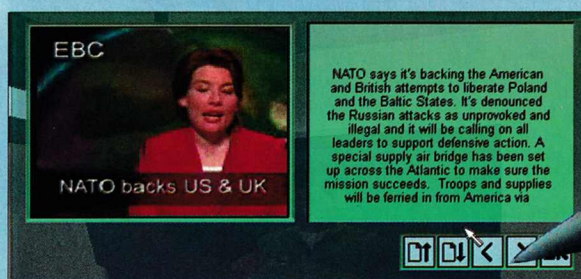 EBC
NATO backs US & UK
NATO says it's backing the American
and British attempts to liberate Poland
and the Baltic States. It's denounced
the Russian attacks as unprovoked and
illegal and it will be calling on all
leaders to support defensive action. A
special supply air bridge has been set
up across the Atlantic to make sure the
mission succeeds. Troops and supplies
will be ferried in from America via